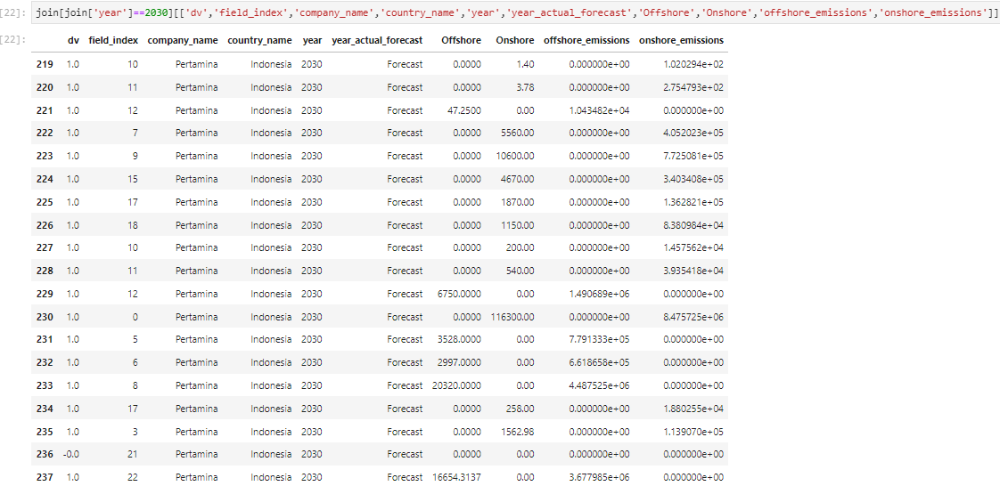 [22]: join[join['year']==2030][['dv','field_index','company_name','country_name','year','year_actual_forecast','Offshore','Onshore','offshore_emissions','onshore_emissions']]
[22]:
dv field_index company_name country_name year year_actual_forecast Offshore Onshore offshore_emissions onshore_emissions
219 1.0 10 Pertamina Indonesia 2030 Forecast 0.0000 1.40 0.000000e+00 1.020294e+02
220 1.0 11 Pertamina Indonesia 2030 Forecast 0.0000 3.78 0.000000e+00 2.754793e+02
221 1.0 12 Pertamina Indonesia 2030 Forecast 47.2500 0.00 1.043482e+04 0.000000e+00
222 1.0 7 Pertamina Indonesia 2030 Forecast 0.0000 5560.00 0.000000e+00 4.052023e+05
223 1.0 9 Pertamina Indonesia 2030 Forecast 0.0000 10600.00 0.000000e+00 7.725081e+05
224 1.0 15 Pertamina Indonesia 2030 Forecast 0.0000 4670.00 0.000000e+00 3.403408e+05
225 1.0 17 Pertamina Indonesia 2030 Forecast 0.0000 1870.00 0.000000e+00 1.362821e+05
226 1.0 18 Pertamina Indonesia 2030 Forecast 0.0000 1150.00 0.000000e+00 8.380984e+04
227 1.0 10 Pertamina Indonesia 2030 Forecast 0.0000 200.00 0.000000e+00 1.457562e+04
228 1.0 11 Pertamina Indonesia 2030 Forecast 0.0000 540.00 0.000000e+00 3.935418e+04
229 1.0 12 Pertamina Indonesia 2030 Forecast 6750.0000 0.00 1.490689e+06 0.000000e+00
230 1.0 0 Pertamina Indonesia 2030 Forecast 0.0000 116300.00 0.000000e+00 8.475725e+06
231 1.0 5 Pertamina Indonesia 2030 Forecast 3528.0000 0.00 7.791333e+05 0.000000e+00
232 1.0 6 Pertamina Indonesia 2030 Forecast 2997.0000 0.00 6.618658e+05 0.000000e+00
233 1.0 8 Pertamina Indonesia 2030 Forecast 20320.0000 0.00 4.487525e+06 0.000000e+00
234 1.0 17 Pertamina Indonesia 2030 Forecast 0.0000 258.00 0.000000e+00 1.880255e+04
235 1.0 3 Pertamina Indonesia 2030 Forecast 0.0000 1562.98 0.000000e+00 1.139070e+05
236 -0.0 21 Pertamina Indonesia 2030 Forecast 0.0000 0.00 0.000000e+00 0.000000e+00
237 1.0 22 Pertamina Indonesia 2030 Forecast 16654.3137 0.00 3.677985e+06 0.000000e+00